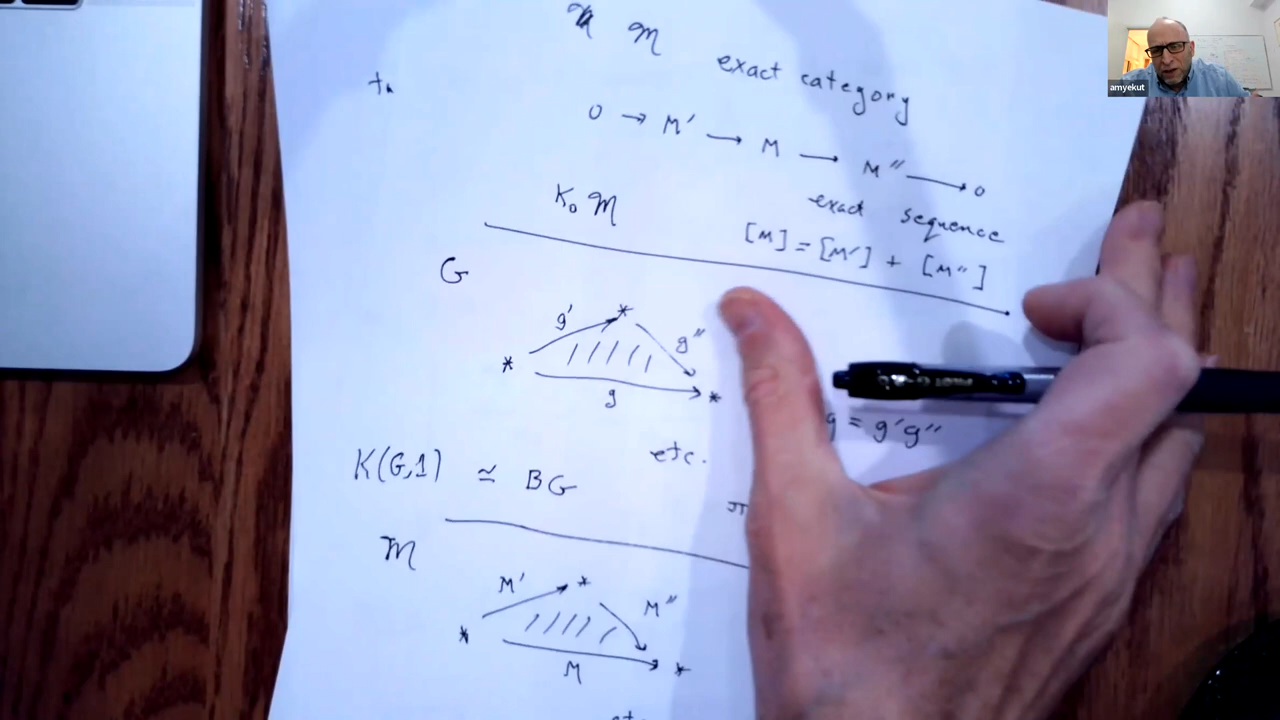 m exact category
0 → M' → M → M'' → 0
exact sequence
K₀ m [M] = [M'] + [M'']
G
g' * g''
* *
g
g = g'g''
etc.
K(G,1) ≃ BG
π
m
M' * M''
* *
M
amyekut